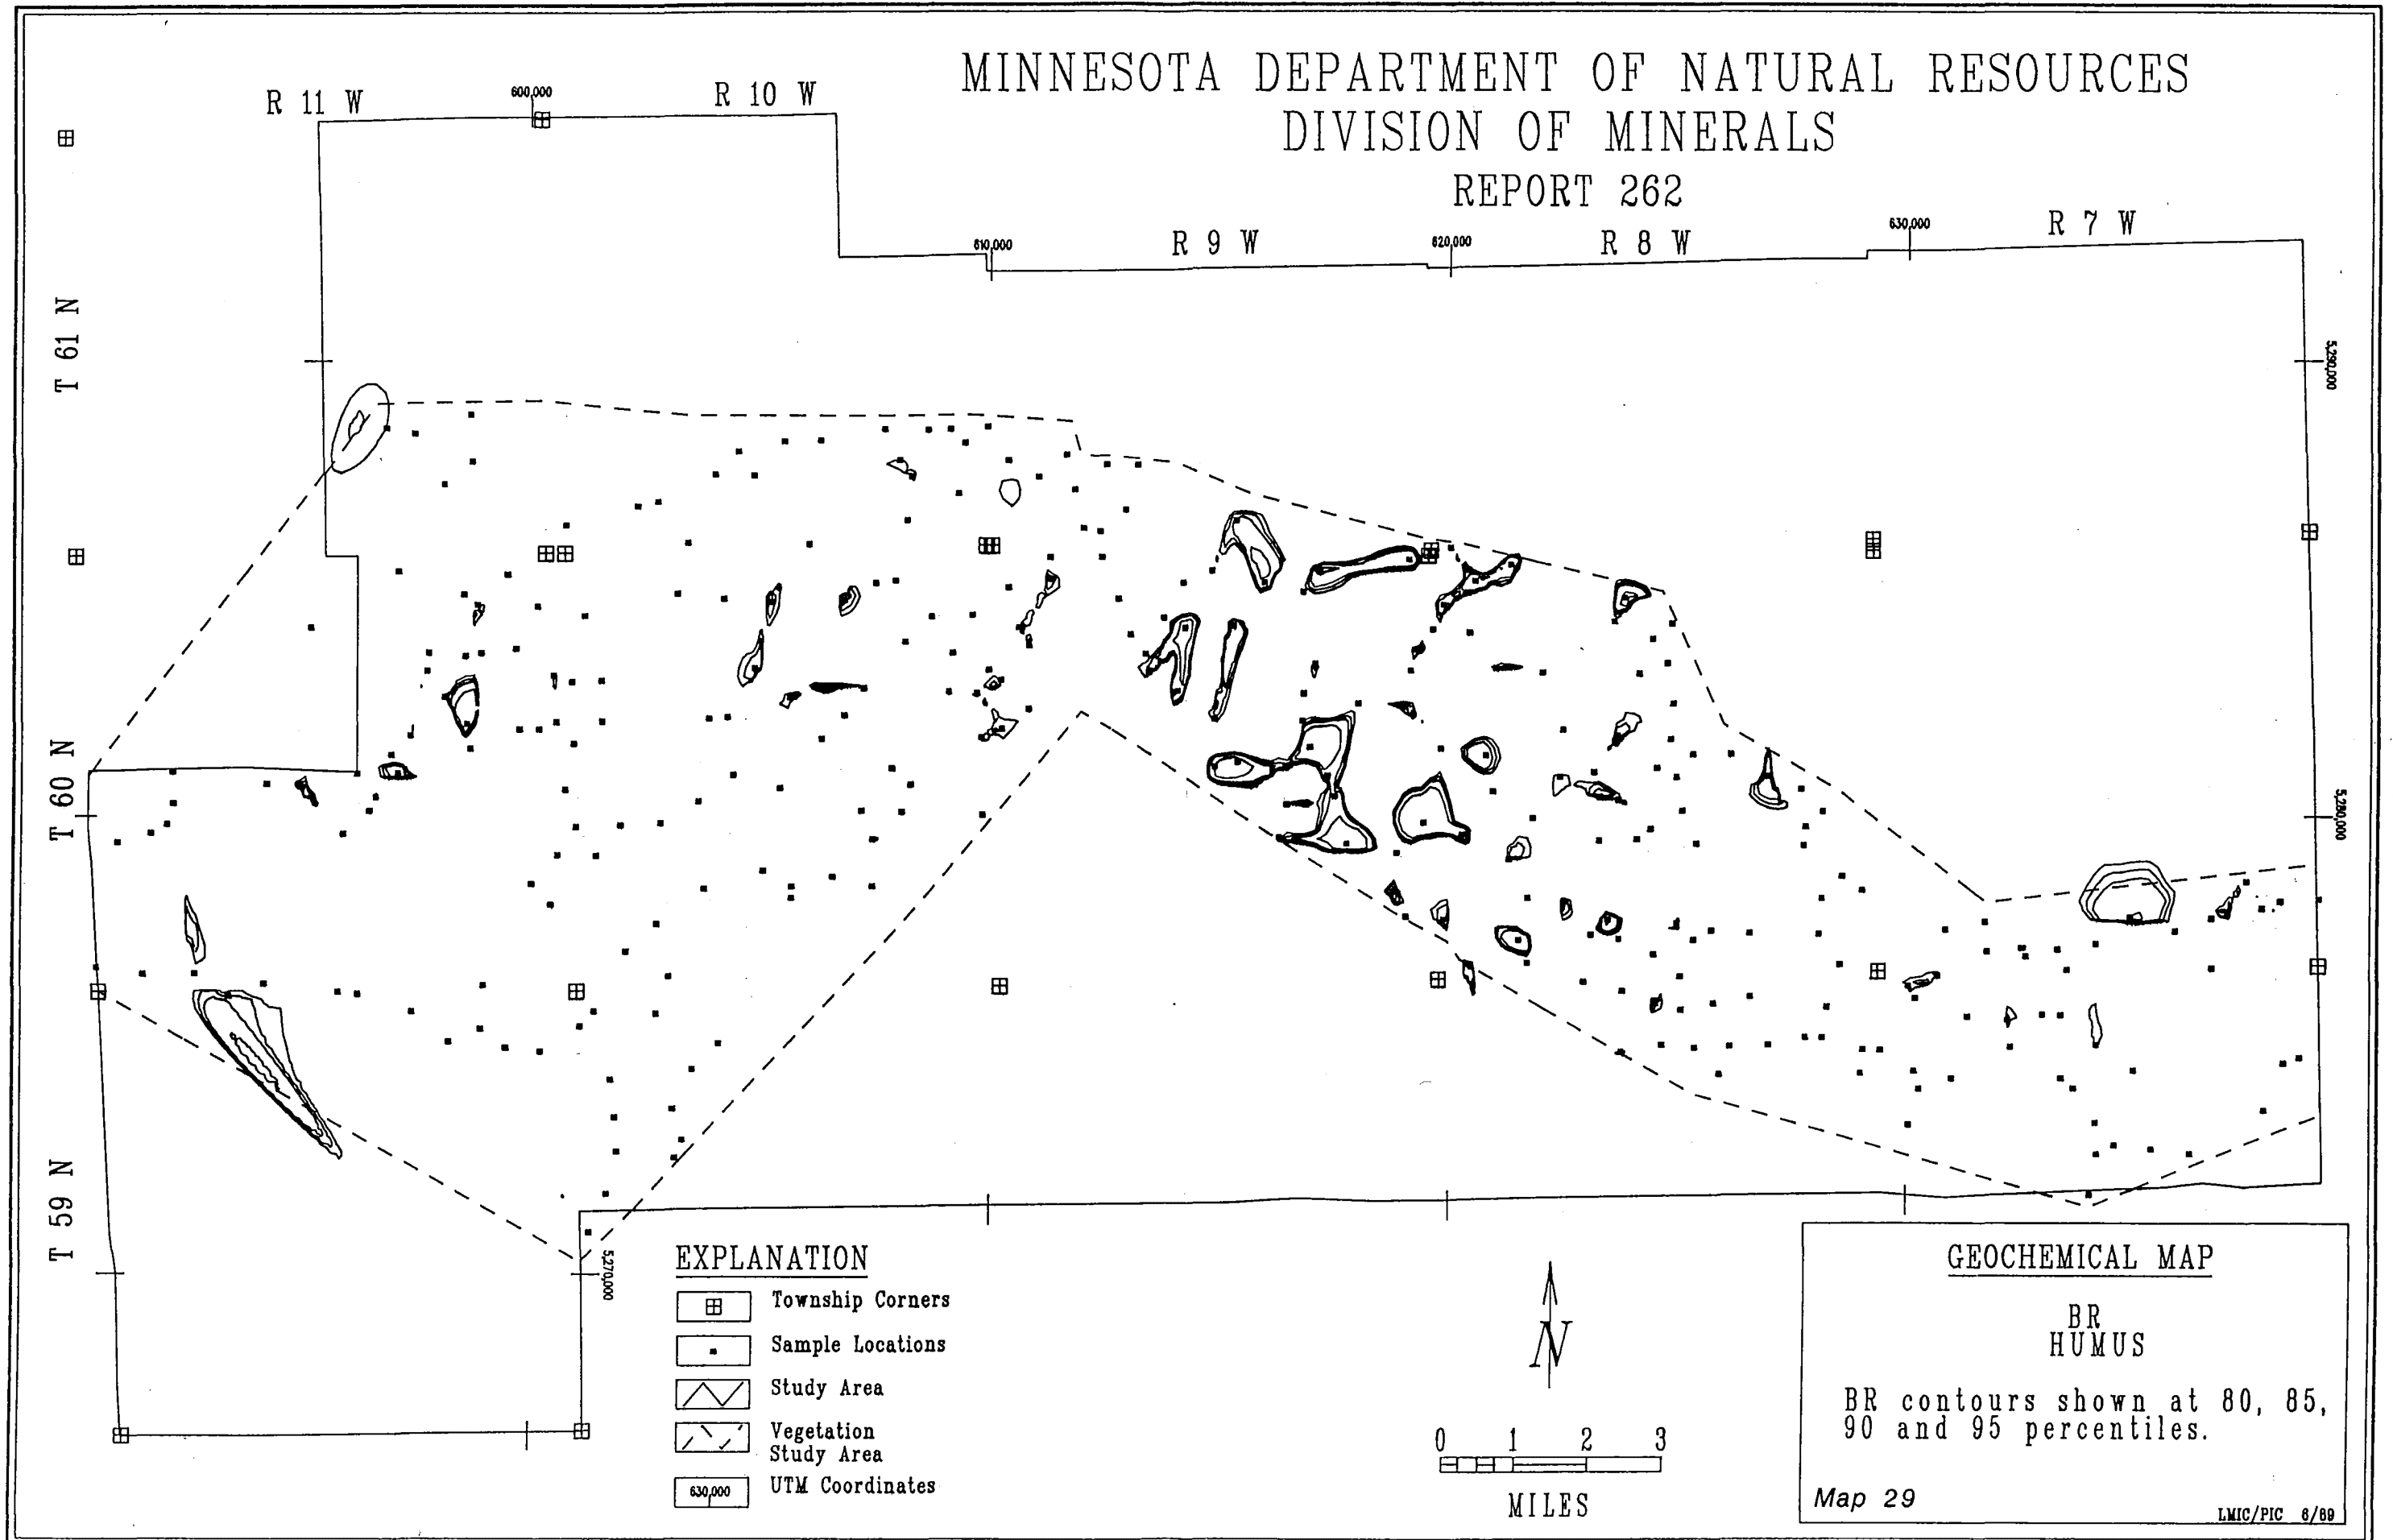 MINNESOTA DEPARTMENT OF NATURAL RESOURCES
DIVISION OF MINERALS
REPORT 262
R 11 W
600,000
R 10 W
610,000
R 9 W
620,000
R 8 W
630,000
R 7 W
T 61 N
5,290,000
T 60 N
5,280,000
T 59 N
5,270,000
EXPLANATION
Township Corners
Sample Locations
Study Area
Vegetation
Study Area
630,000
UTM Coordinates
N
0 1 2 3
MILES
GEOCHEMICAL MAP
BR
HUMUS
BR contours shown at 80, 85,
90 and 95 percentiles.
Map 29
LMIC/PIC 6/89